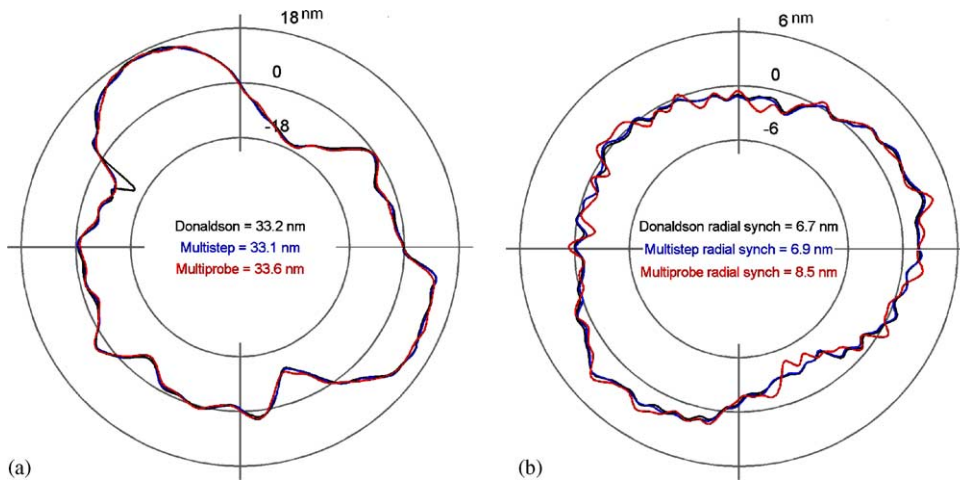 18 nm
0
-18
Donaldson = 33.2 nm
Multistep = 33.1 nm
Multiprobe = 33.6 nm
(a)
6 nm
0
-6
Donaldson radial synch = 6.7 nm
Multistep radial synch = 6.9 nm
Multiprobe radial synch = 8.5 nm
(b)